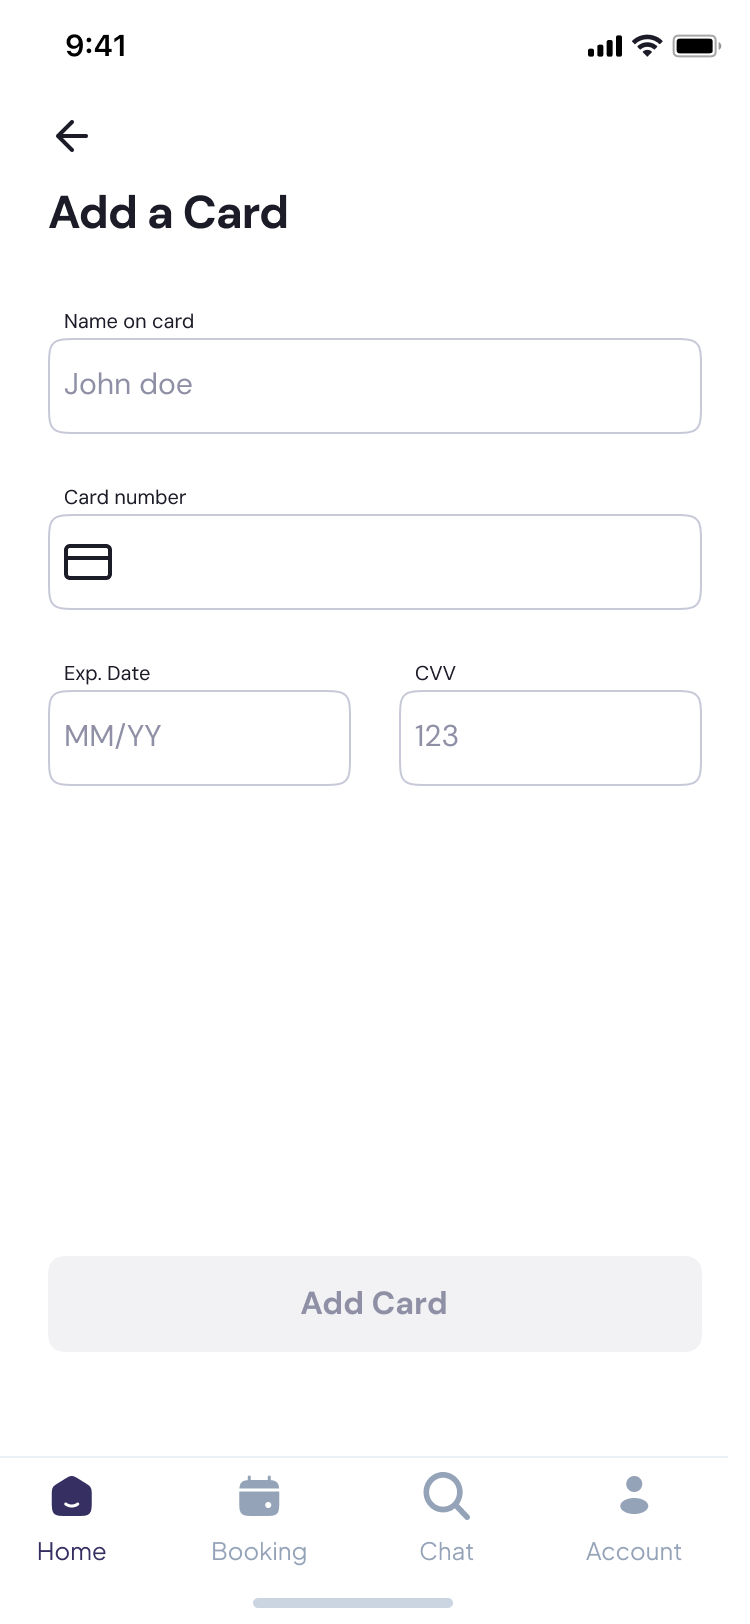 9:41
Add a Card
Name on card
John doe
Card number
Exp. Date CVV
MM/YY 123
Add Card
Home Booking Chat Account